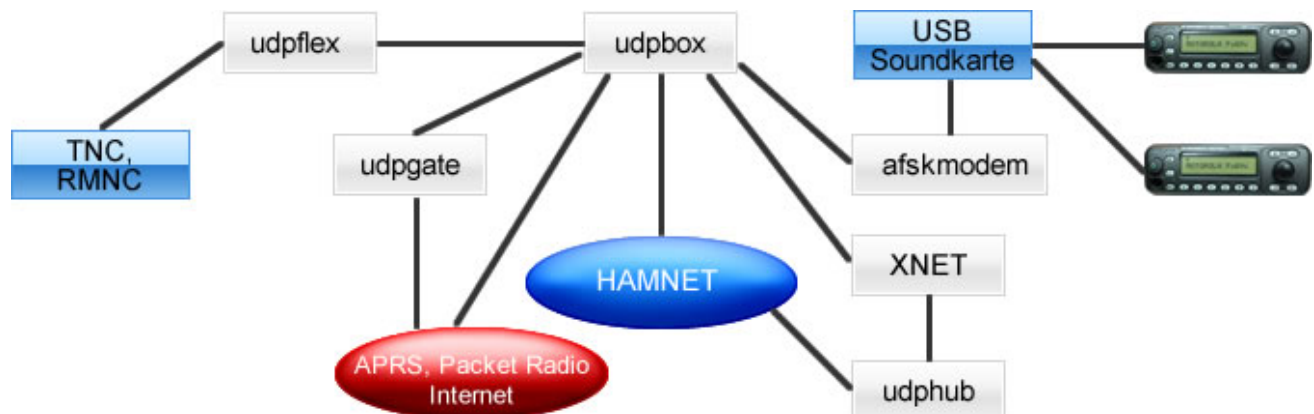 udpflex
udpbox
USB
Soundkarte
TNC,
RMNC
udpgate
afskmodem
HAMNET
XNET
APRS, Packet Radio
Internet
udphub